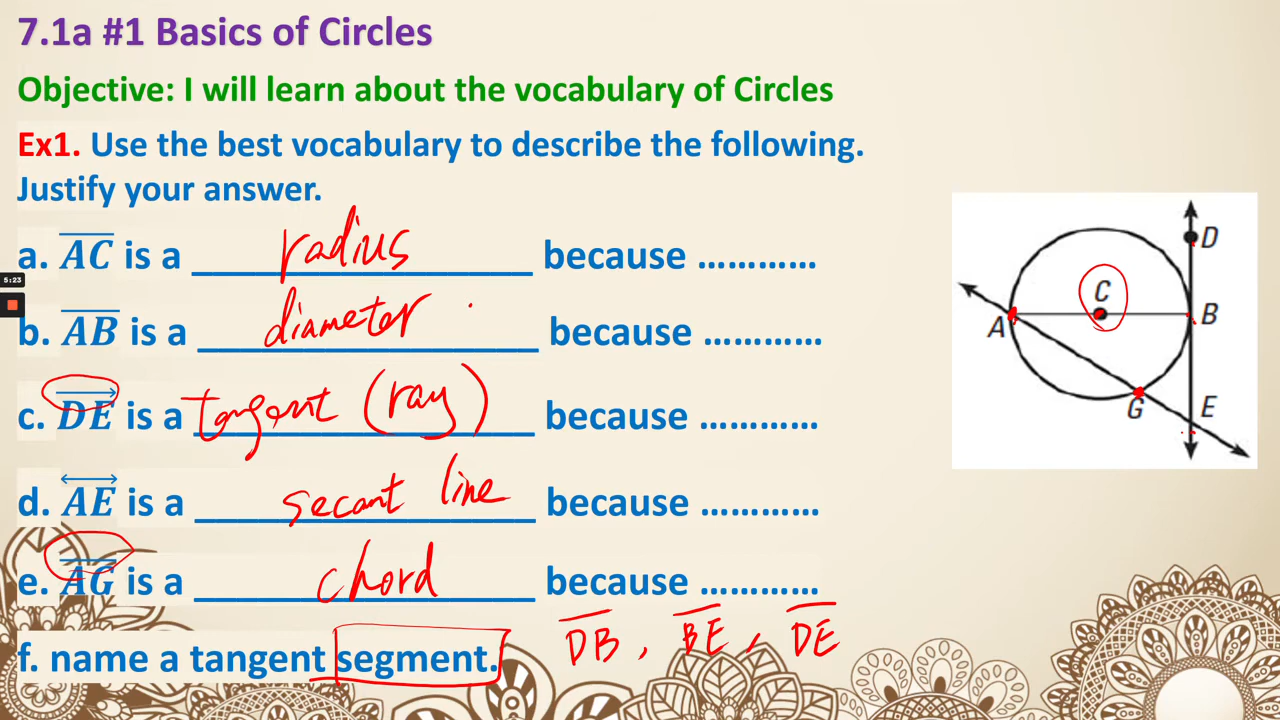 7.1a #1 Basics of Circles
Objective: I will learn about the vocabulary of Circles
Ex1. Use the best vocabulary to describe the following.
Justify your answer.
a. AC is a radius because ............
5:23
b. AB is a diameter because ............
c. DE is a tangent (ray) because ............
d. AE is a secant line because ............
e. AG is a chord because ............
f. name a tangent segment. DB, BE, DE
D
C
A
B
G
E